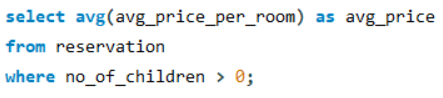 select avg(avg_price_per_room) as avg_price
from reservation
where no_of_children > 0;